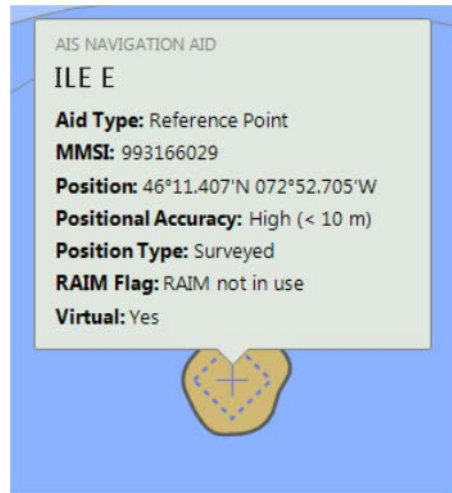 AIS NAVIGATION AID
ILE E
Aid Type: Reference Point
MMSI: 993166029
Position: 46°11.407'N 072°52.705'W
Positional Accuracy: High (< 10 m)
Position Type: Surveyed
RAIM Flag: RAIM not in use
Virtual: Yes